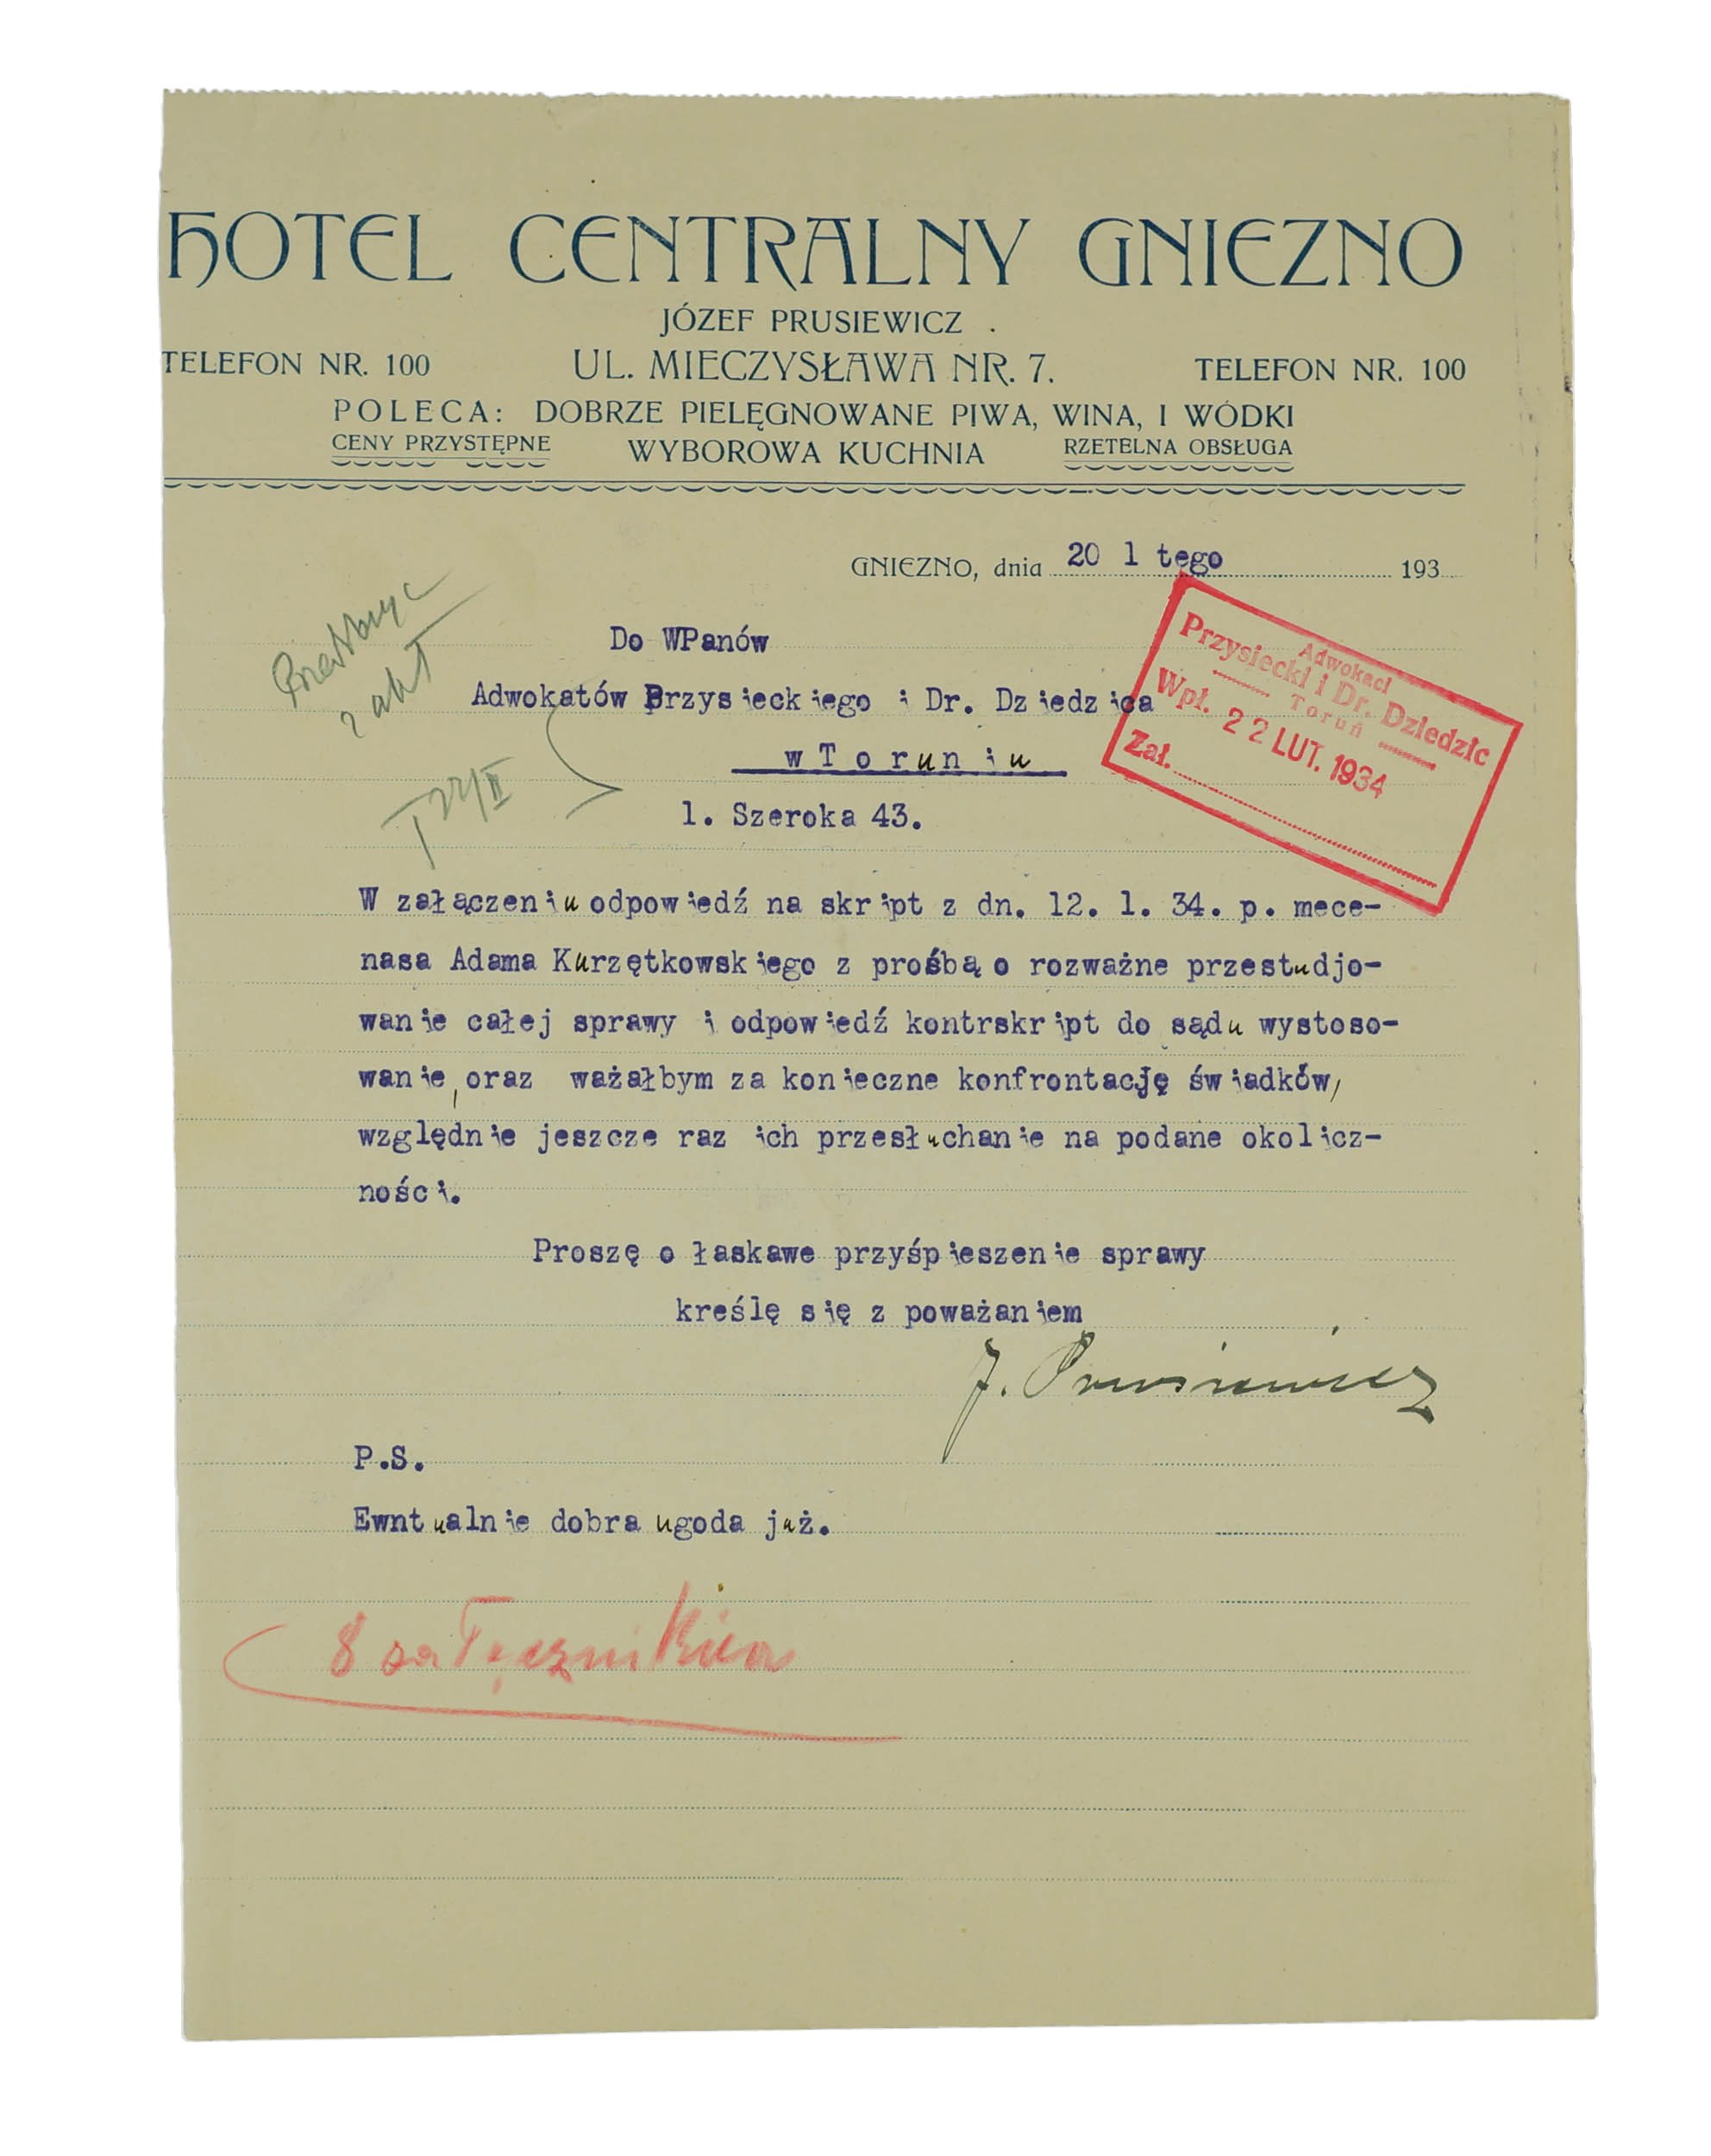 HOTEL CENTRALNY GNIEZNO
JÓZEF PRUSIEWICZ
TELEFON NR. 100 UL. MIECZYSŁAWA NR. 7. TELEFON NR. 100
POLECA: DOBRZE PIELĘGNOWANE PIWA, WINA, I WÓDKI
CENY PRZYSTĘPNE WYBOROWA KUCHNIA RZETELNA OBSŁUGA
GNIEZNO, dnia 20 l tego 193
Do WPanów
Adwokatów Przysieckiego i Dr. Dziedzica
w Toruniu
l. Szeroka 43.
Adwokaci
Przysiecki i Dr. Dziedzic
Toruń
Wpł. 22 LUT. 1934
Zał.
z akt
22/II
W załączeniu odpowiedź na skript z dn. 12. 1. 34. p. mece-
nasa Adama Kurzętkowskiego z prośbą o rozważne przestudjo-
wanie całej sprawy i odpowiedź kontrskript do sądu wystoso-
wanie, oraz ważałbym za konieczne konfrontację świadków,
względnie jeszcze raz ich przesłuchanie na podane okolicz-
ności.
Proszę o łaskawe przyśpieszenie sprawy
kreślę się z poważaniem
J. Prusiewicz
P.S.
Ewntualnie dobra ugoda już.
8 załączników